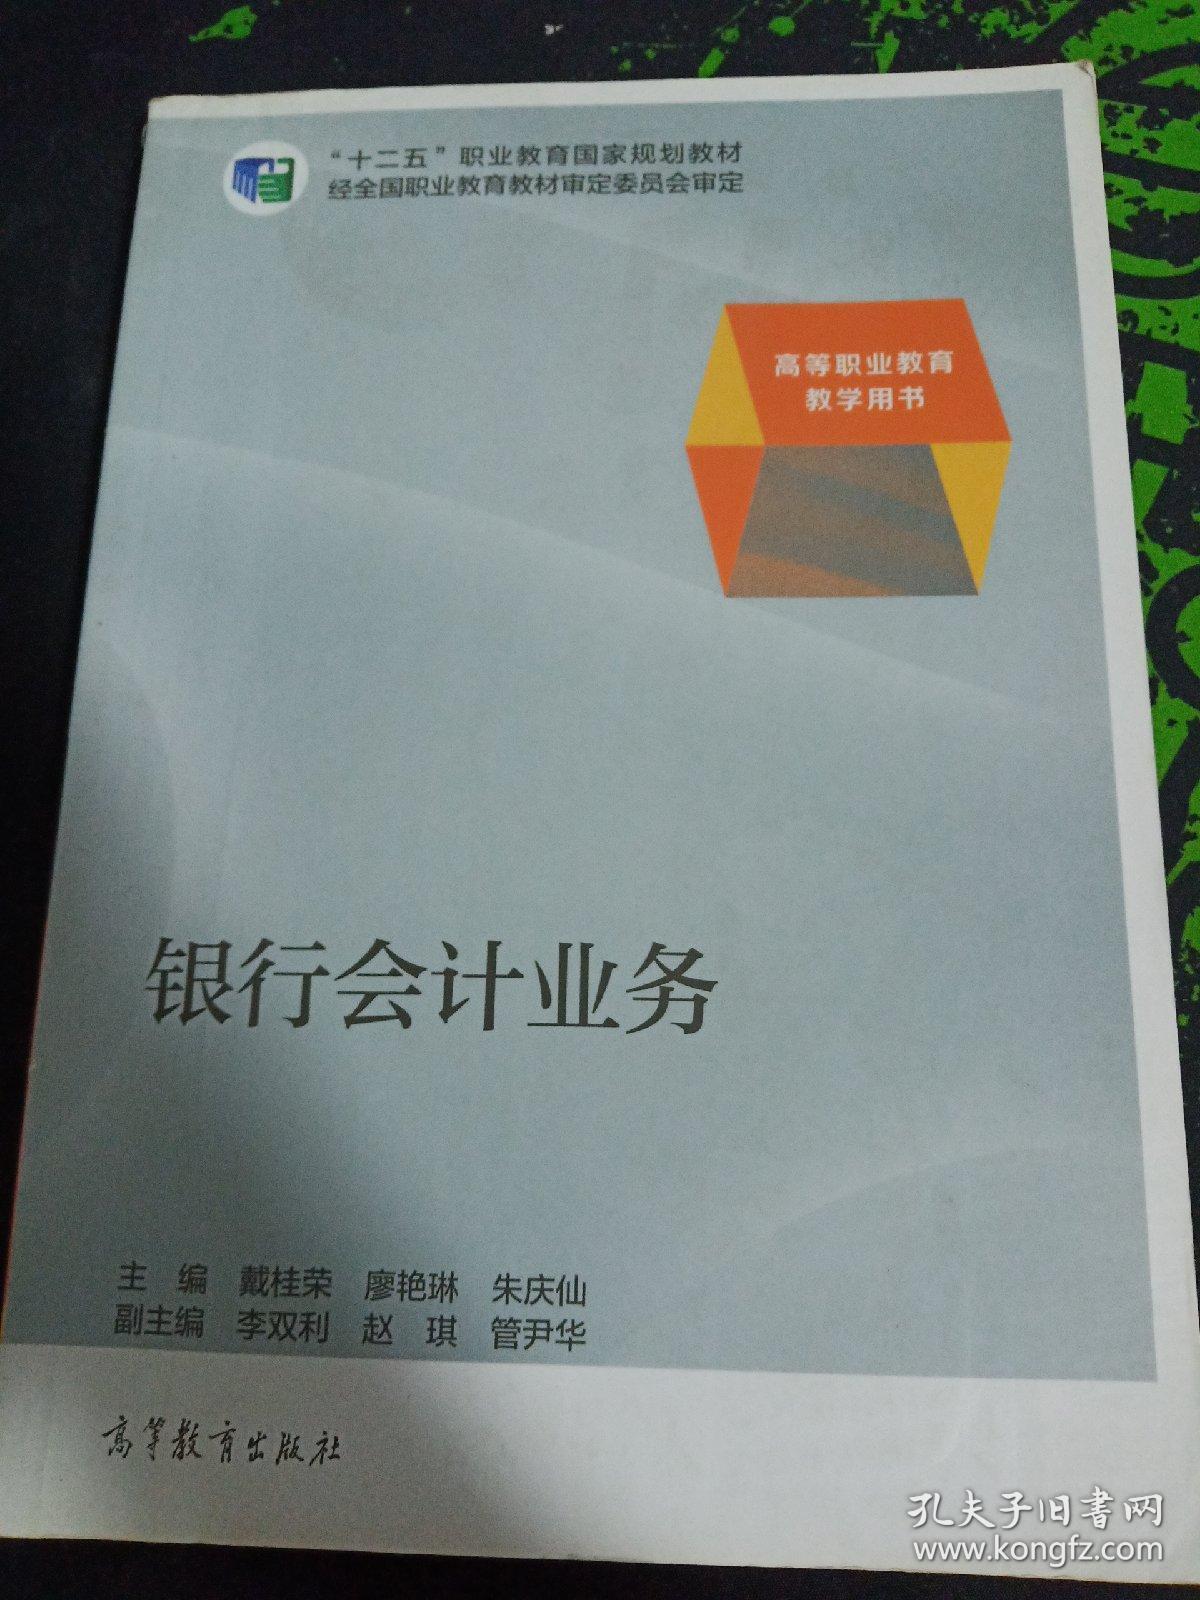 “十二五”职业教育国家规划教材
经全国职业教育教材审定委员会审定
高等职业教育
教学用书
银行会计业务
主 编 戴桂荣 廖艳琳 朱庆仙
副主编 李双利 赵 琪 管尹华
高等教育出版社
孔夫子旧书网
www.kongfz.com